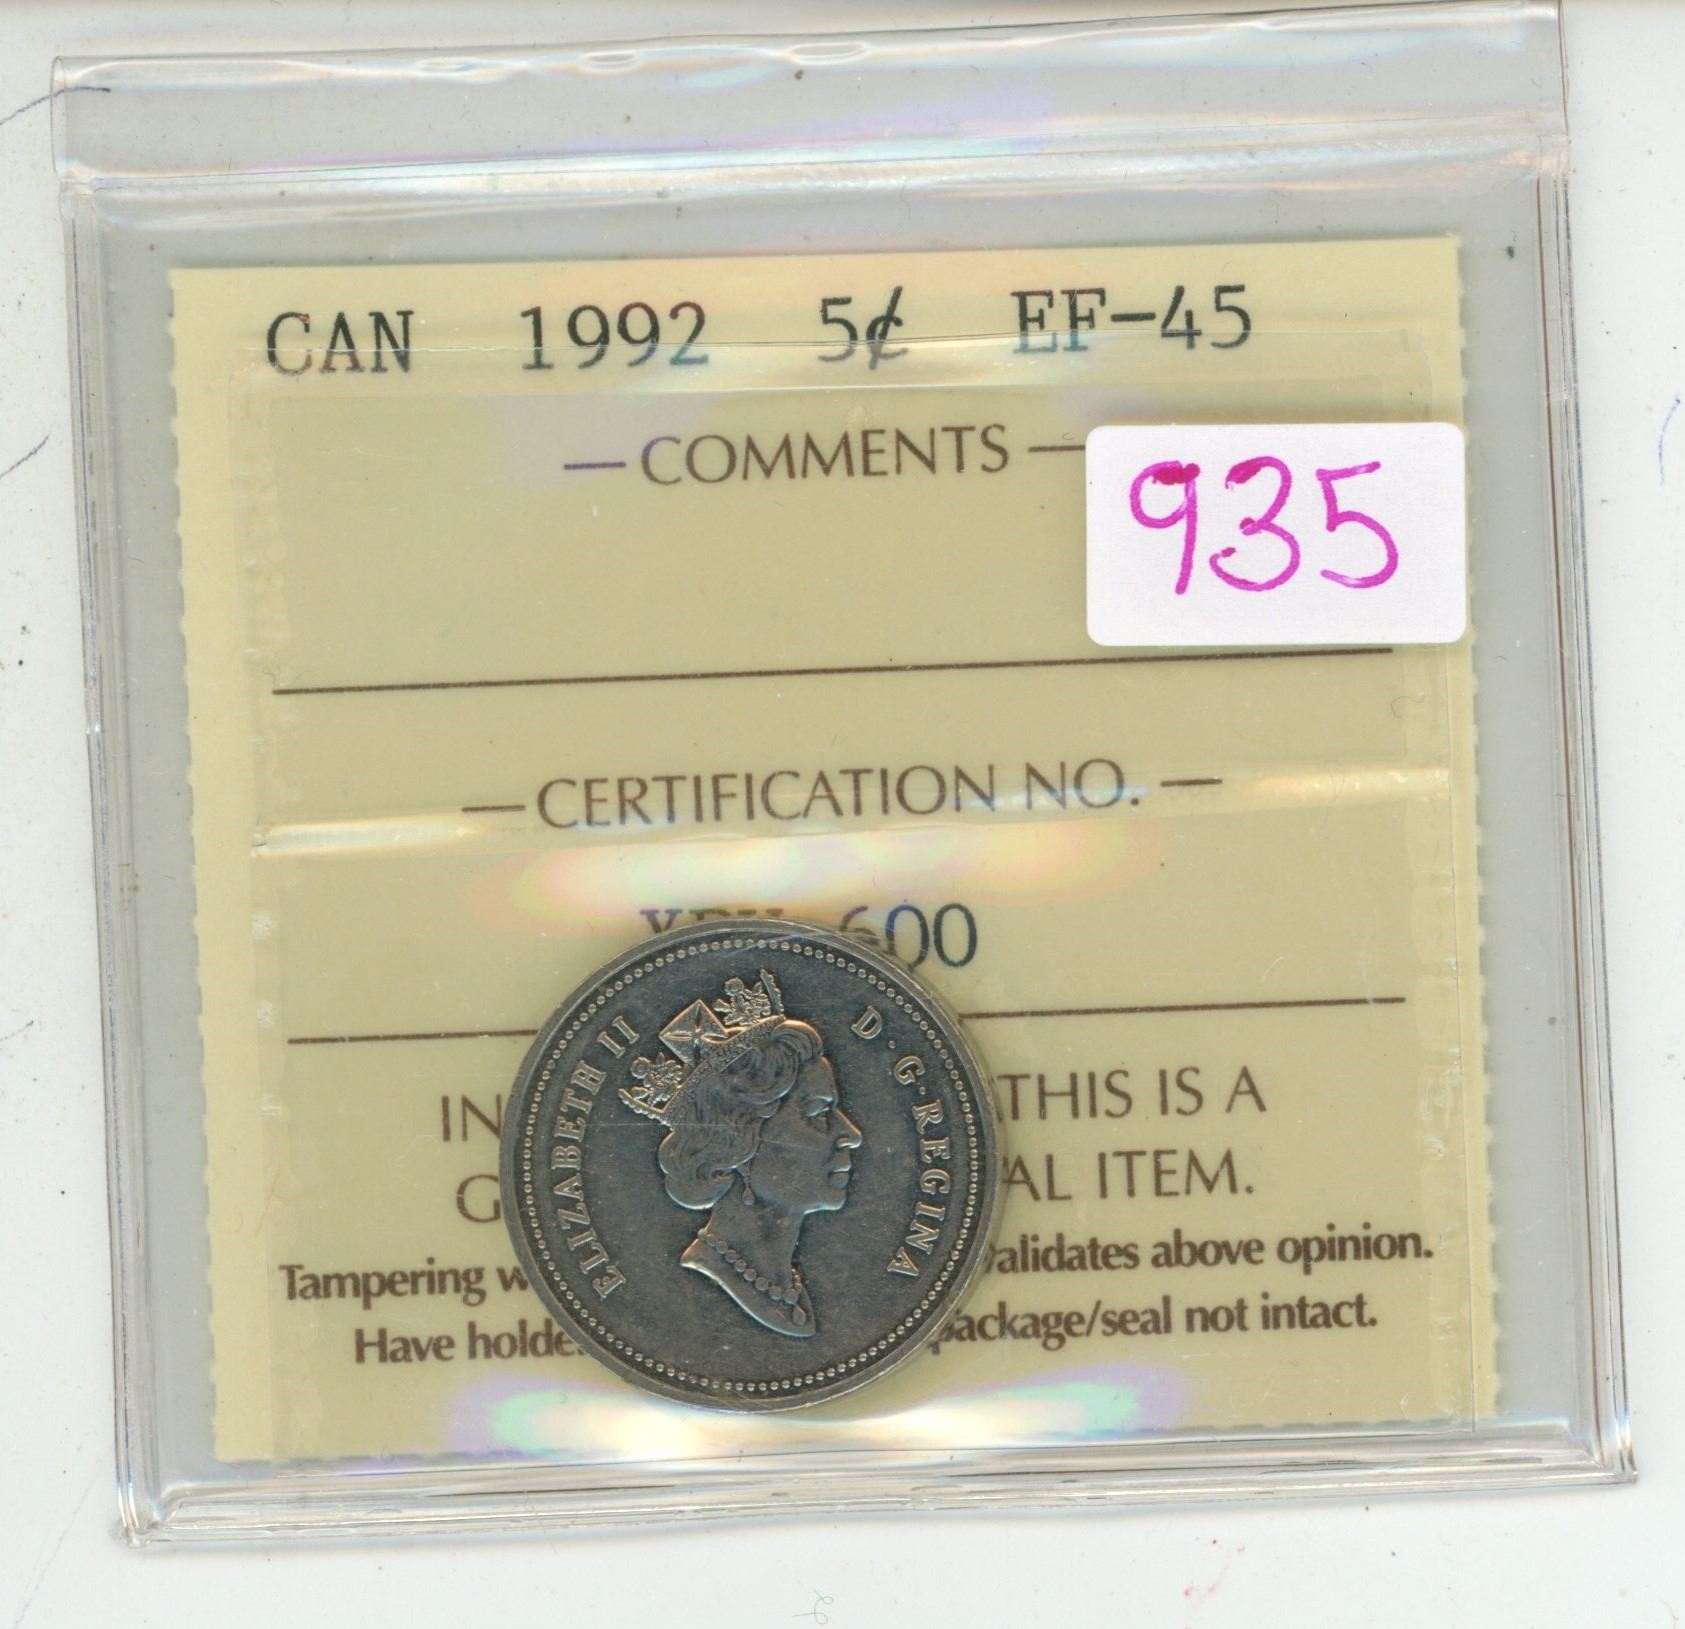 CAN 1992 5¢ EF-45
— COMMENTS —
935
— CERTIFICATION NO. —
600
IN THIS IS A
G AL ITEM.
Tampering w alidates above opinion.
Have holde package/seal not intact.
ELIZABETH II D·G·REGINA